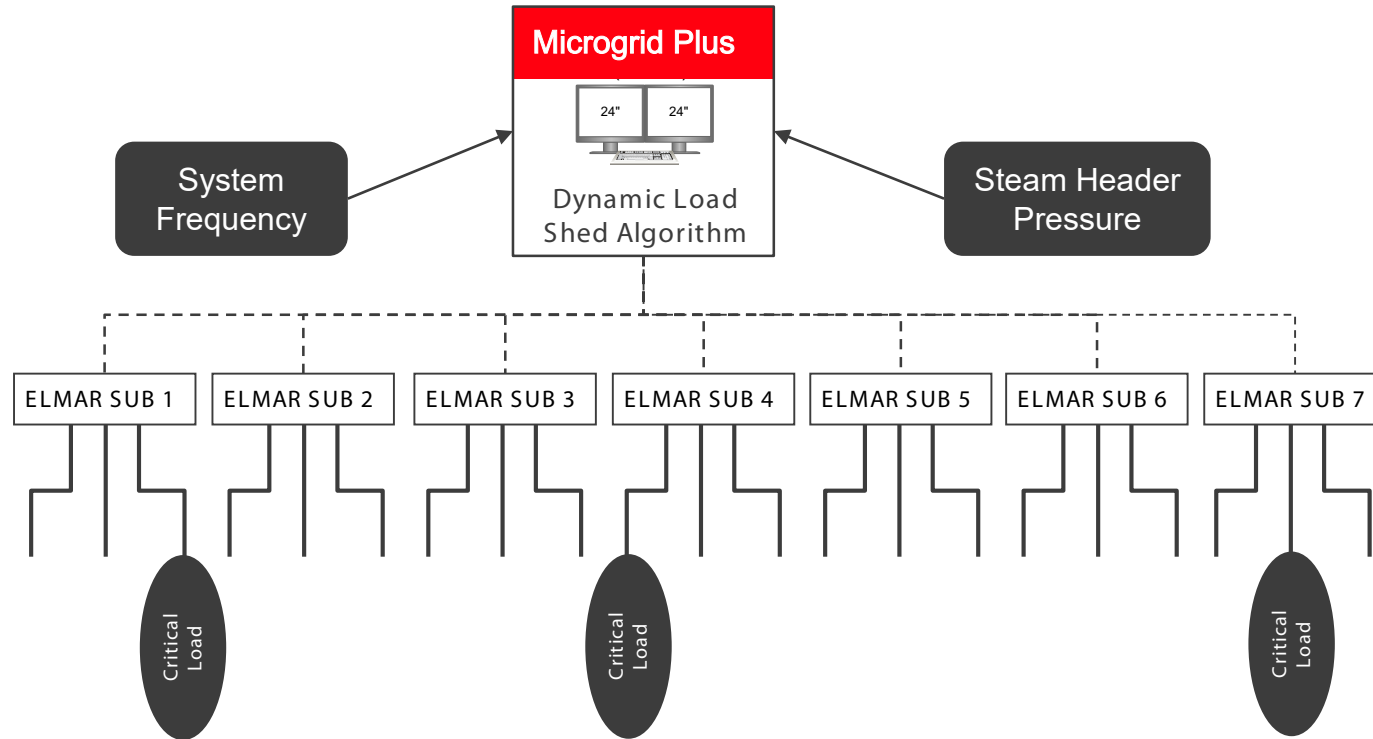 Microgrid Plus
24"
24"
System
Frequency
Steam Header
Pressure
Dynamic Load
Shed Algorithm
ELMAR SUB 1
ELMAR SUB 2
ELMAR SUB 3
ELMAR SUB 4
ELMAR SUB 5
ELMAR SUB 6
ELMAR SUB 7
Critical
Load
Critical
Load
Critical
Load